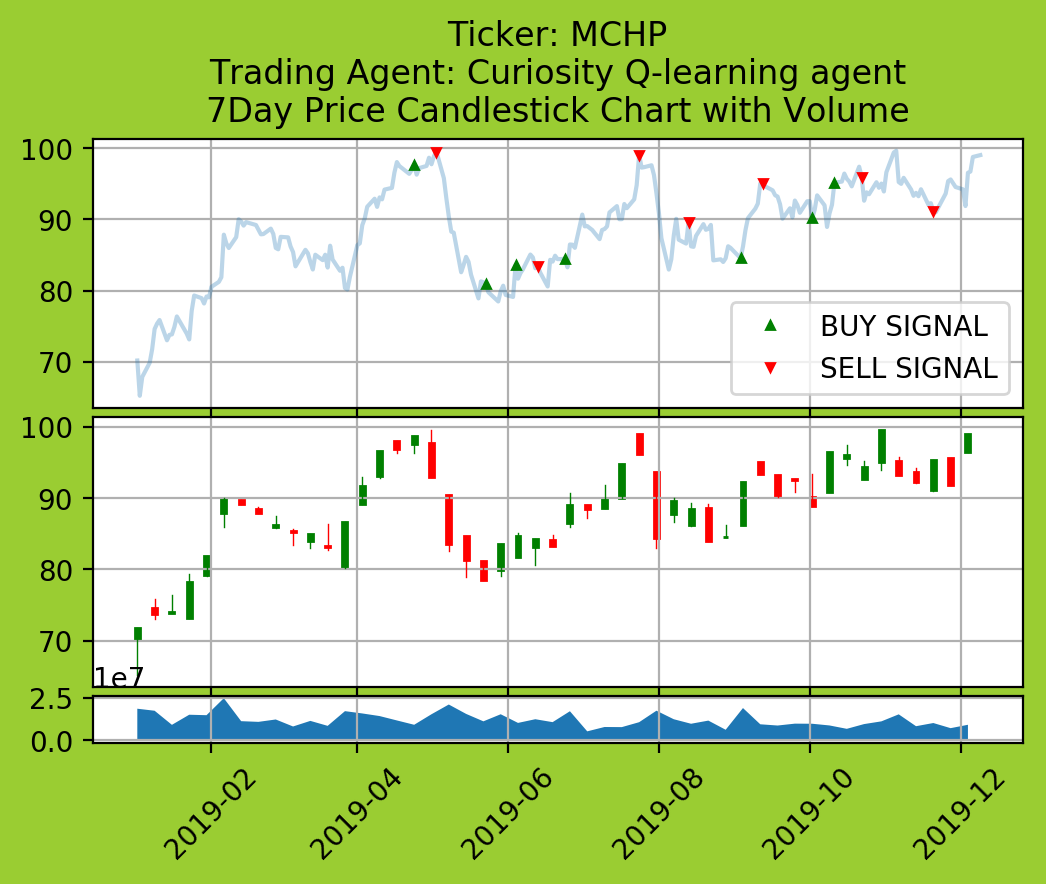 Ticker: MCHP
Trading Agent: Curiosity Q-learning agent
7Day Price Candlestick Chart with Volume
100
90
80
70
BUY SIGNAL
SELL SIGNAL
100
90
80
70
1e7
2.5
0.0
2019-02
2019-04
2019-06
2019-08
2019-10
2019-12